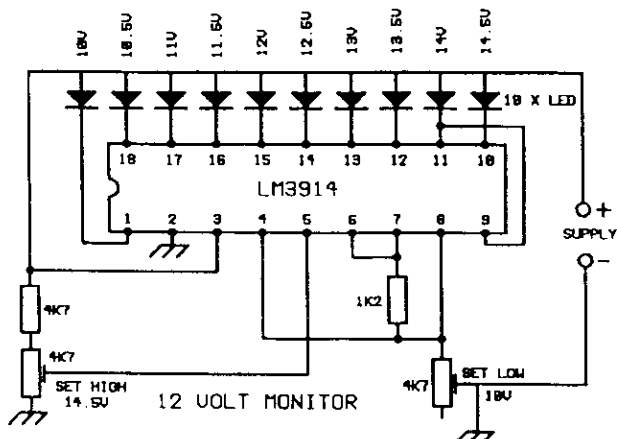 10V 10.5V 11V 11.5V 12V 12.5V 13V 13.5V 14V 14.5V
10 X LED
18 17 16 15 14 13 12 11 10
LM3914
1 2 3 4 5 6 7 8 9
+
SUPPLY
-
4K7
1K2
4K7
SET HIGH
14.5V
4K7
SET LOW
10V
12 VOLT MONITOR